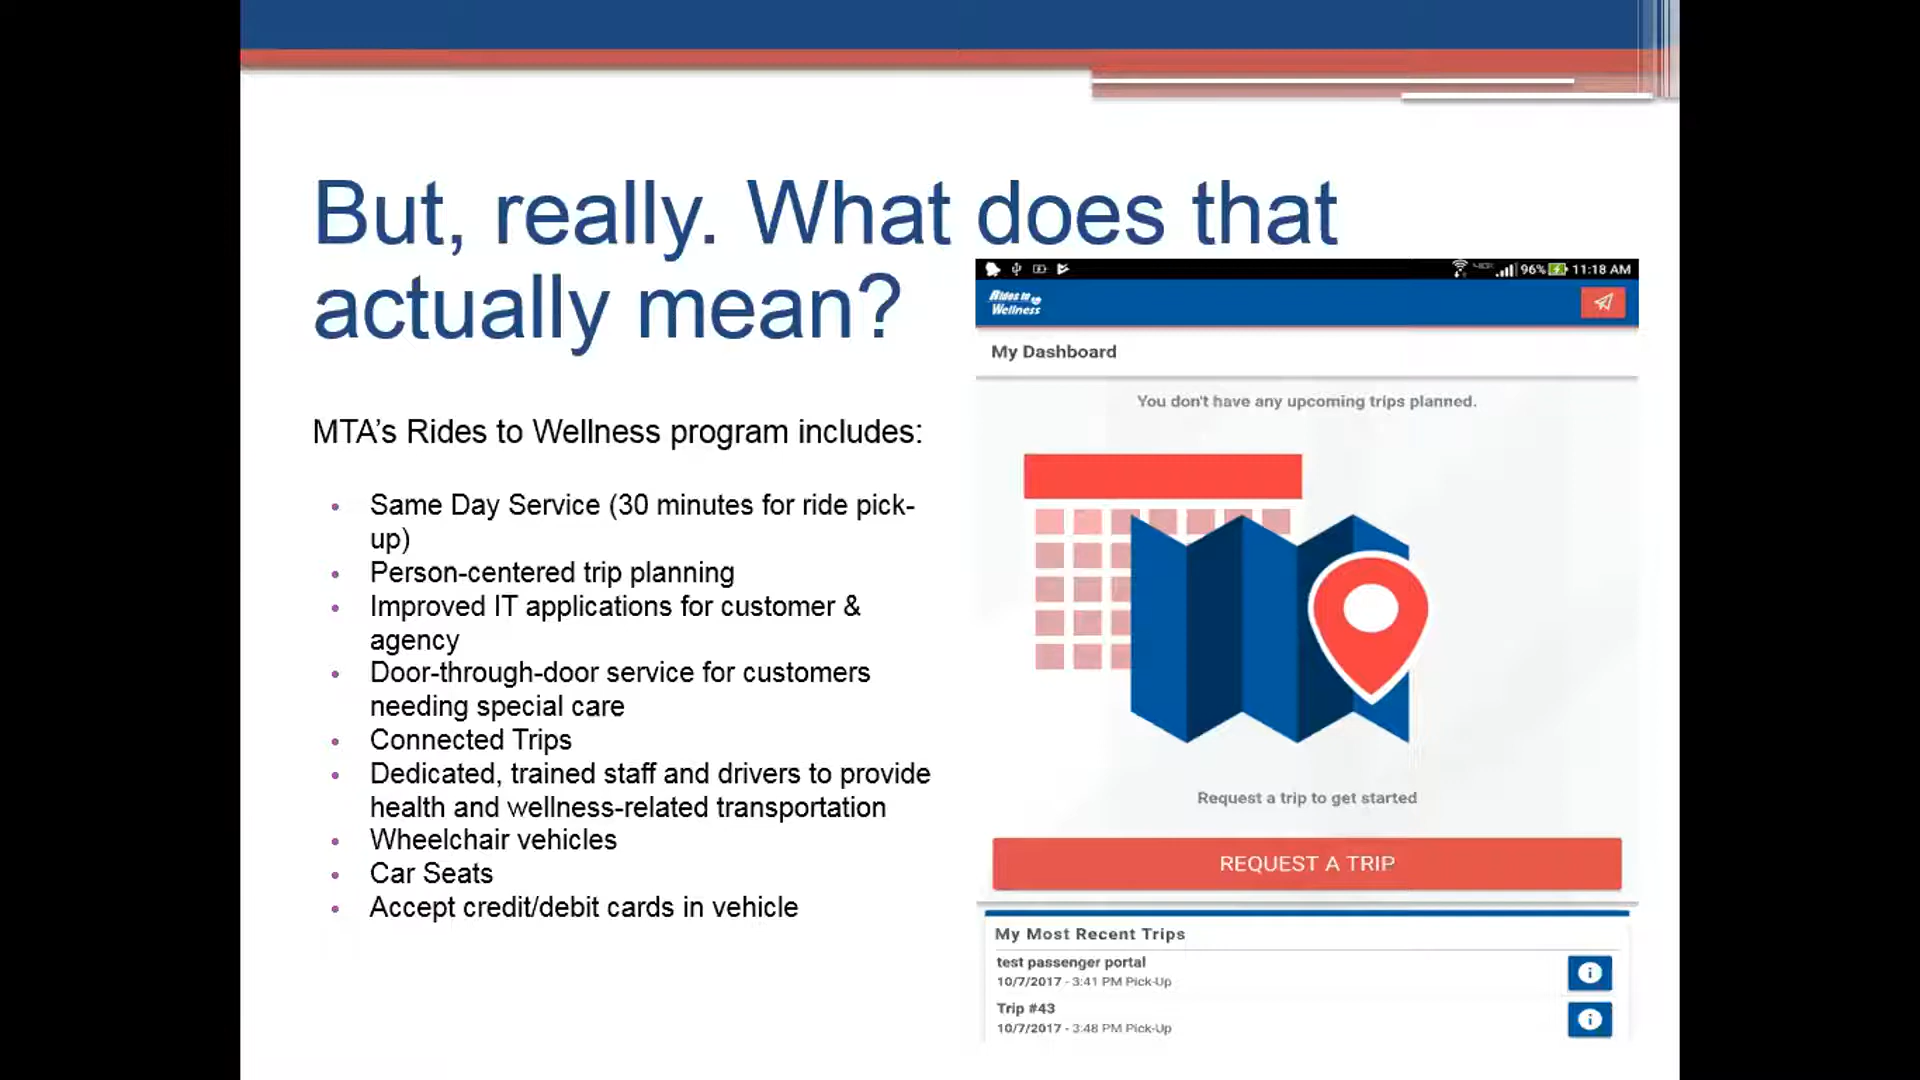 But, really. What does that
actually mean?
MTA’s Rides to Wellness program includes:
• Same Day Service (30 minutes for ride pick-
up)
• Person-centered trip planning
• Improved IT applications for customer &
agency
• Door-through-door service for customers
needing special care
• Connected Trips
• Dedicated, trained staff and drivers to provide
health and wellness-related transportation
• Wheelchair vehicles
• Car Seats
• Accept credit/debit cards in vehicle
96% 11:18 AM
Rides to
Wellness
My Dashboard
You don't have any upcoming trips planned.
Request a trip to get started
REQUEST A TRIP
My Most Recent Trips
test passenger portal
10/7/2017 - 3:41 PM Pick-Up
Trip #43
10/7/2017 - 3:48 PM Pick-Up